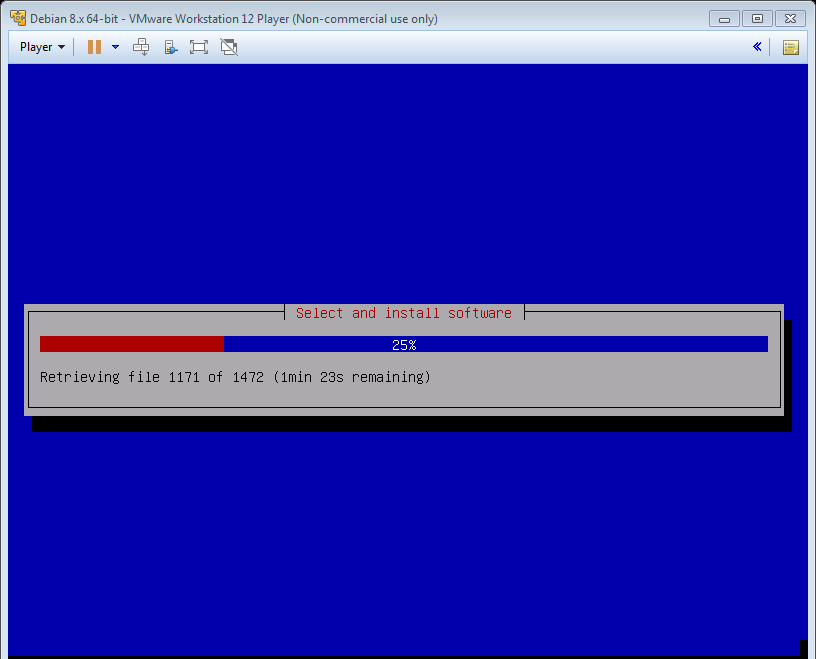 Debian 8.x 64-bit - VMware Workstation 12 Player (Non-commercial use only)
Player
Select and install software
25%
Retrieving file 1171 of 1472 (1min 23s remaining)